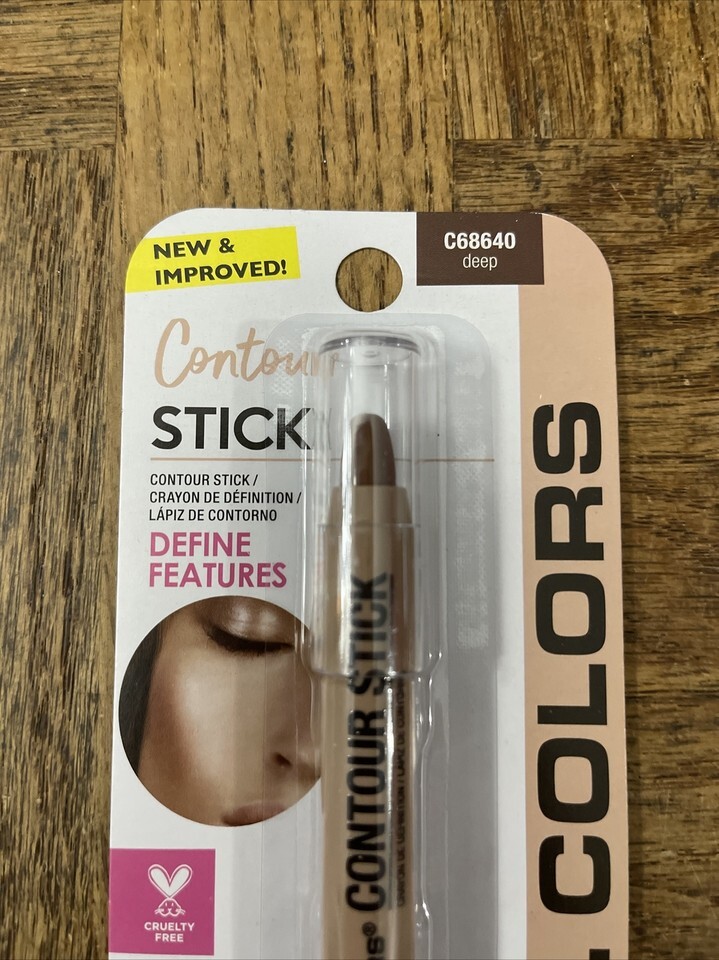 NEW &
IMPROVED!
C68640
deep
Contour
STICK
CONTOUR STICK /
CRAYON DE DÉFINITION /
LÁPIZ DE CONTORNO
DEFINE
FEATURES
CRUELTY
FREE
CONTOUR STICK
COLORS